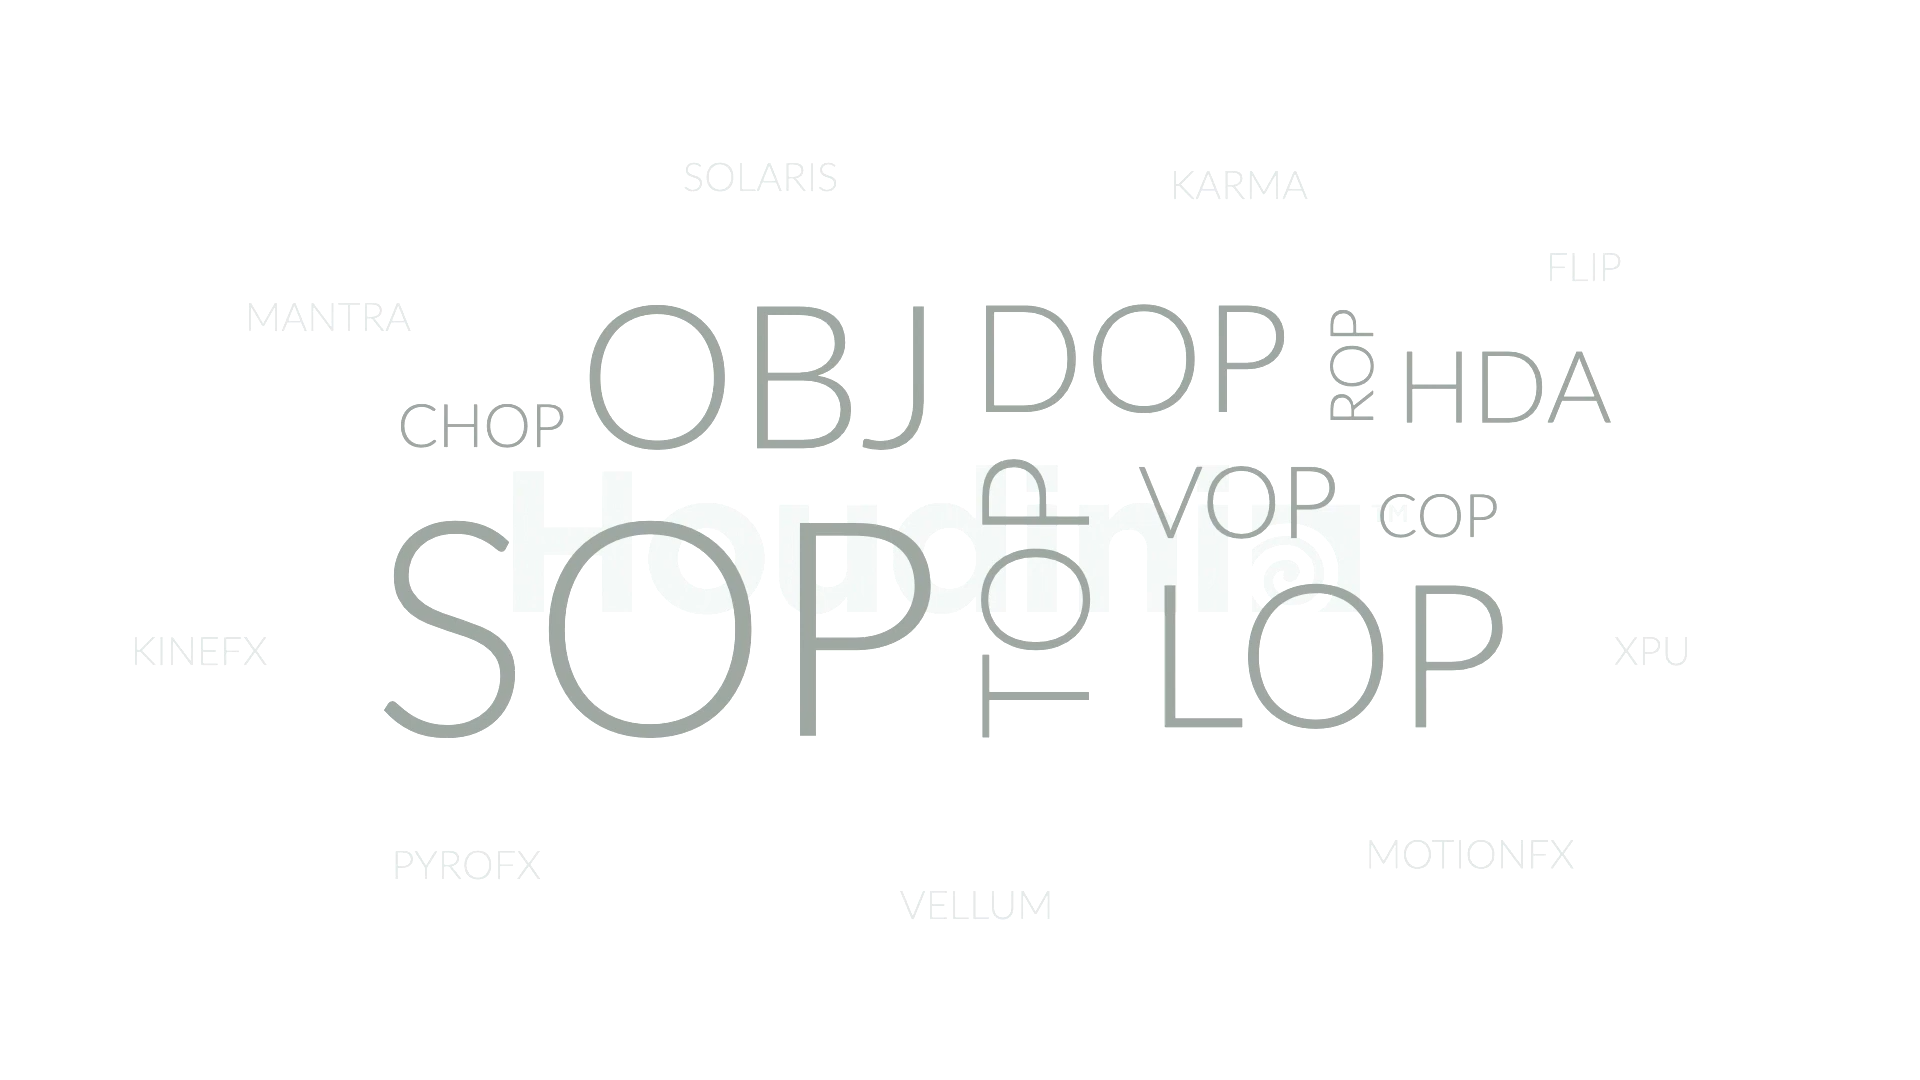 SOLARIS
KARMA
FLIP
MANTRA
OBJ
DOP
ROP
HDA
CHOP
Houdini
TM
VOP
COP
SOP
TOP
LOP
KINEFX
XPU
PYROFX
MOTIONFX
VELLUM